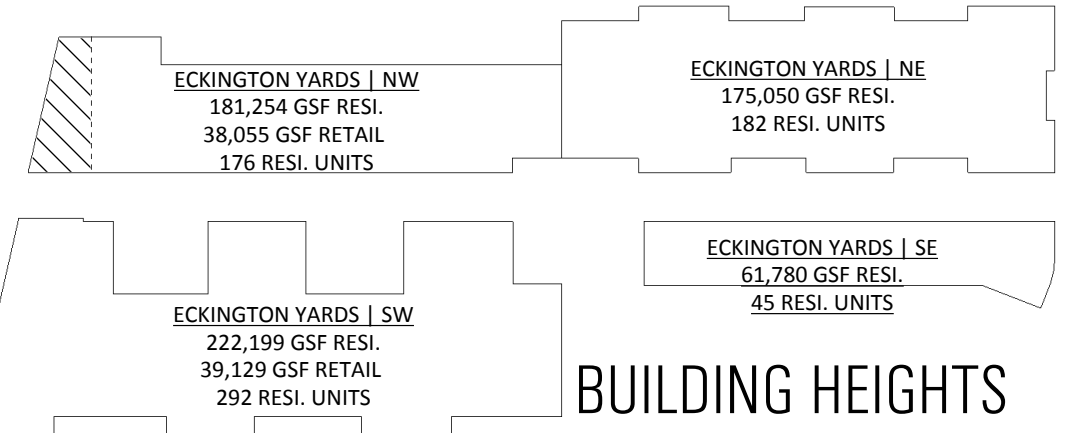 ECKINGTON YARDS | NW
181,254 GSF RESI.
38,055 GSF RETAIL
176 RESI. UNITS
ECKINGTON YARDS | NE
175,050 GSF RESI.
182 RESI. UNITS
ECKINGTON YARDS | SW
222,199 GSF RESI.
39,129 GSF RETAIL
292 RESI. UNITS
ECKINGTON YARDS | SE
61,780 GSF RESI.
45 RESI. UNITS
BUILDING HEIGHTS